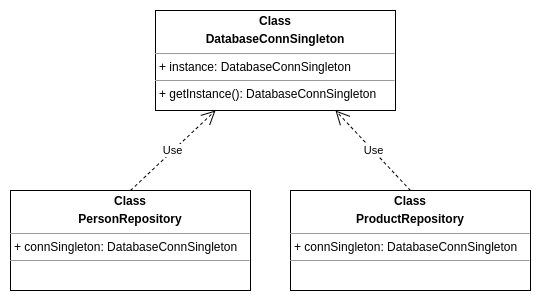 Class
DatabaseConnSingleton
+ instance: DatabaseConnSingleton
+ getInstance(): DatabaseConnSingleton
Use
Use
Class
PersonRepository
+ connSingleton: DatabaseConnSingleton
Class
ProductRepository
+ connSingleton: DatabaseConnSingleton